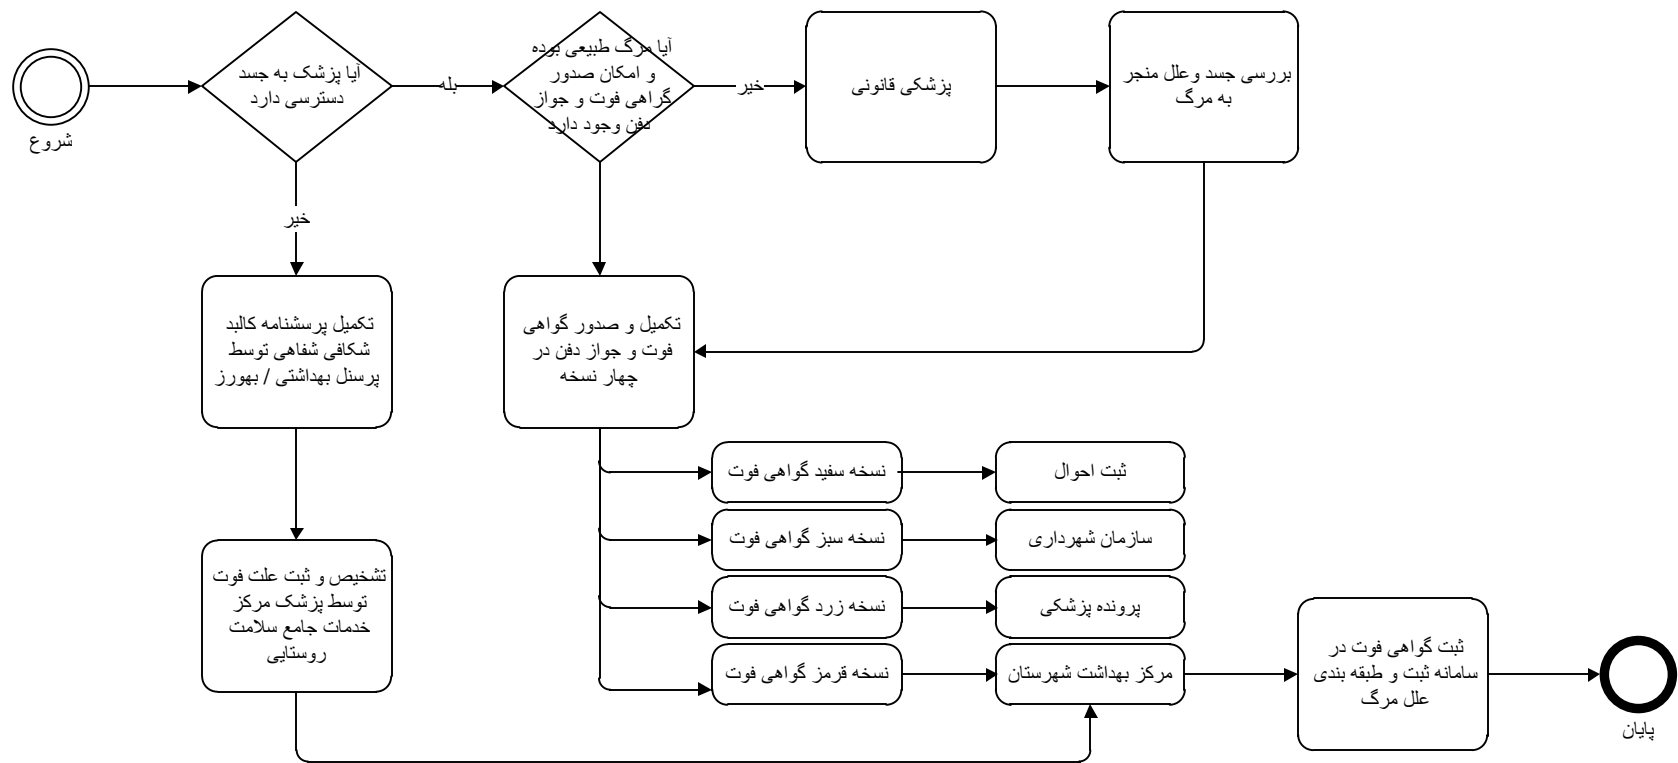 شروع
آیا پزشک به جسد
دسترسی دارد
بله
آیا مرگ طبیعی بوده
و امکان صدور
گراهی فوت و جواز
دفن وجود دارد
خیر
پزشکی قانونی
بررسی جسد وعلل منجر
به مرگ
خیر
تکمیل پرسشنامه کالبد
شکافی شفاهی توسط
پرسنل بهداشتی / بهورز
تکمیل و صدور گواهی
فوت و جواز دفن در
چهار نسخه
نسخه سفید گواهی فوت
ثبت احوال
نسخه سبز گواهی فوت
سازمان شهرداری
نسخه زرد گواهی فوت
پرونده پزشکی
نسخه قرمز گواهی فوت
مرکز بهداشت شهرستان
تشخیص و ثبت علت فوت
توسط پزشک مرکز
خدمات جامع سلامت
روستایی
ثبت گواهی فوت در
سامانه ثبت و طبقه بندی
علل مرگ
پایان